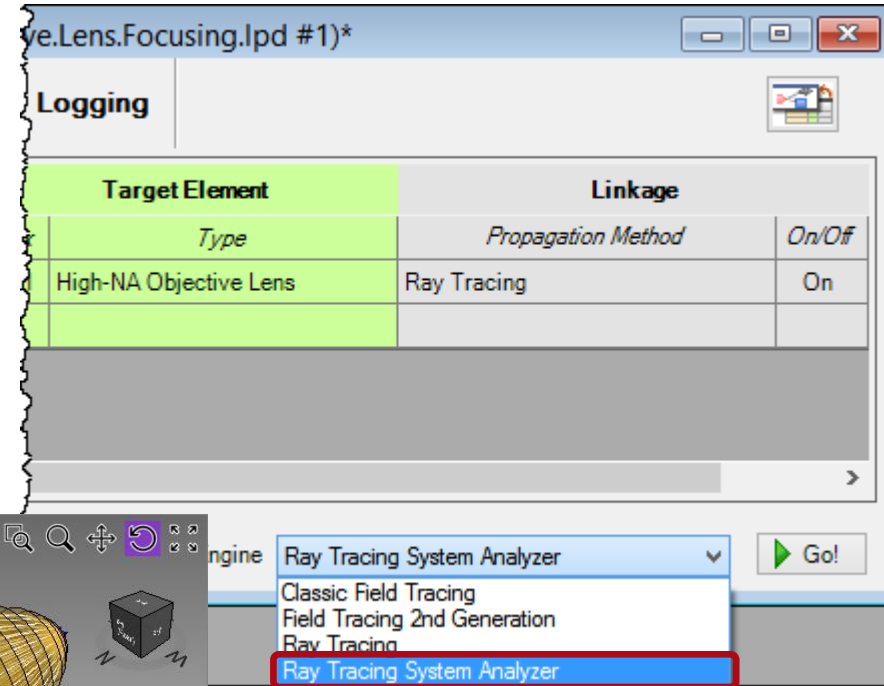 ve.Lens.Focusing.lpd #1)*
Logging
Target Element Linkage
Type Propagation Method On/Off
High-NA Objective Lens Ray Tracing On
ngine Ray Tracing System Analyzer Go!
Classic Field Tracing
Field Tracing 2nd Generation
Ray Tracing
Ray Tracing System Analyzer